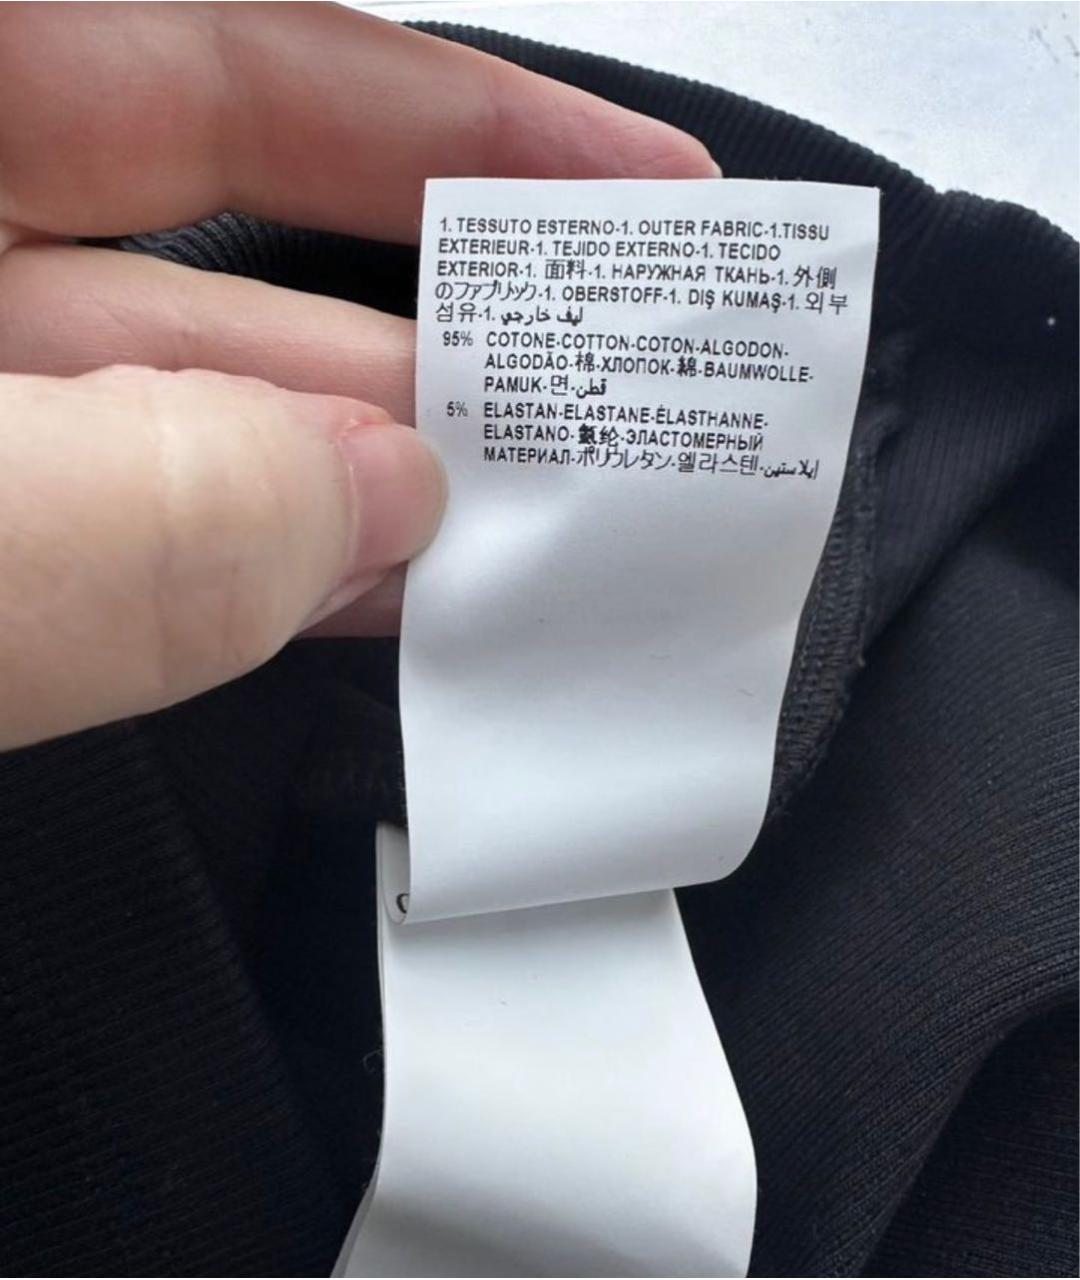 1. TESSUTO ESTERNO-1. OUTER FABRIC-1.TISSU
EXTERIEUR-1. TEJIDO EXTERNO-1. TECIDO
EXTERIOR-1. 面料-1. НАРУЖНАЯ ТКАНЬ-1. 外側
のファブリック-1. OBERSTOFF-1. DIŞ KUMAŞ-1. 외부
섬유-1. ليف خارجي
95% COTONE-COTTON-COTON-ALGODON-
ALGODÃO-棉-ХЛОПОК-綿-BAUMWOLLE-
PAMUK-면-قطن
5% ELASTAN-ELASTANE-ÉLASTHANNE-
ELASTANO-氨纶-ЭЛАСТОМЕРНЫЙ
МАТЕРИАЛ-ポリウレタン-엘라스텐-إيلاستين